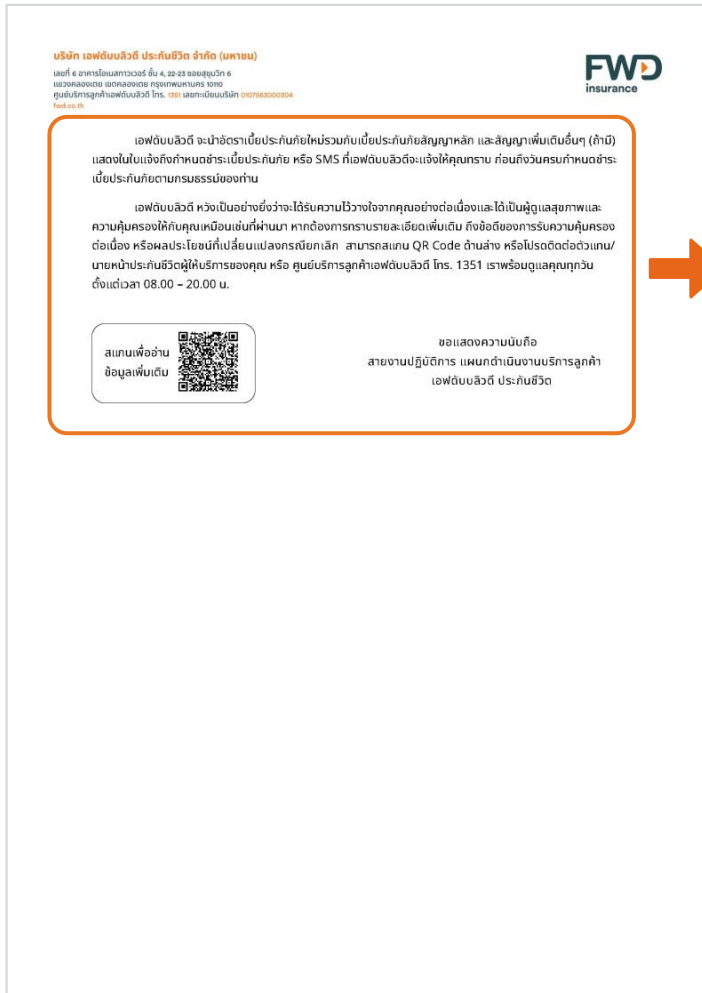 บริษัท เอฟดับบลิวดี ประกันชีวิต จำกัด (มหาชน)
เลขที่ 6 อาคารโอเนสทาวเวอร์ ชั้น 4, 22-23 ซอยสุขุมวิท 6
แขวงคลองเตย เขตคลองเตย กรุงเทพมหานคร 10110
ศูนย์บริการลูกค้าเอฟดับบลิวดี โทร. 1351 เลขทะเบียนบริษัท 0107563000304
fwd.co.th
FWD
insurance
เอฟดับบลิวดี จะนำอัตราเบี้ยประกันภัยใหม่รวมกับเบี้ยประกันภัยสัญญาหลัก และสัญญาเพิ่มเติมอื่นๆ (ถ้ามี)
แสดงในใบแจ้งถึงกำหนดชำระเบี้ยประกันภัย หรือ SMS ที่เอฟดับบลิวดีจะแจ้งให้คุณทราบ ก่อนถึงวันครบกำหนดชำระ
เบี้ยประกันภัยตามกรมธรรม์ของท่าน
เอฟดับบลิวดี หวังเป็นอย่างยิ่งว่าจะได้รับความไว้วางใจจากคุณอย่างต่อเนื่องและได้เป็นผู้ดูแลสุขภาพและ
ความคุ้มครองให้กับคุณเหมือนเช่นที่ผ่านมา หากต้องการทราบรายละเอียดเพิ่มเติม ถึงข้อดีของการรับความคุ้มครอง
ต่อเนื่อง หรือผลประโยชน์ที่เปลี่ยนแปลงกรณียกเลิก สามารถสแกน QR Code ด้านล่าง หรือโปรดติดต่อตัวแทน/
นายหน้าประกันชีวิตผู้ให้บริการของคุณ หรือ ศูนย์บริการลูกค้าเอฟดับบลิวดี โทร. 1351 เราพร้อมดูแลคุณทุกวัน
ตั้งแต่เวลา 08.00 – 20.00 น.
สแกนเพื่ออ่าน
ข้อมูลเพิ่มเติม
ขอแสดงความนับถือ
สายงานปฏิบัติการ แผนกดำเนินงานบริการลูกค้า
เอฟดับบลิวดี ประกันชีวิต